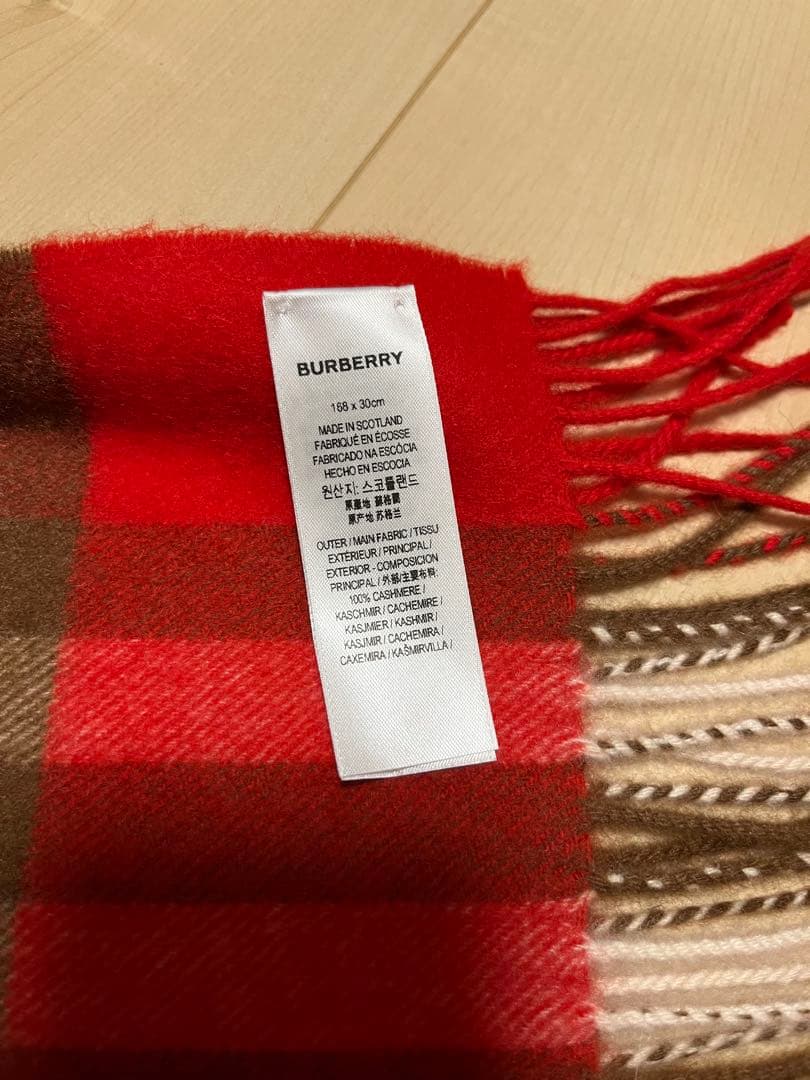 BURBERRY
168 x 30cm
MADE IN SCOTLAND
FABRIQUÉ EN ÉCOSSE
FABRICADO NA ESCÓCIA
HECHO EN ESCOCIA
원산지: 스코틀랜드
原產地 蘇格蘭
原产地 苏格兰
OUTER / MAIN FABRIC / TISSU
EXTÉRIEUR / PRINCIPAL /
EXTERIOR - COMPOSICION
PRINCIPAL / 外部/主要布料:
100% CASHMERE /
KASCHMIR / CACHEMIRE /
KASJMIER / KASHMIR /
KASJMIR / CACHEMIRA /
CAXEMIRA / KAŠMIRVILLA /